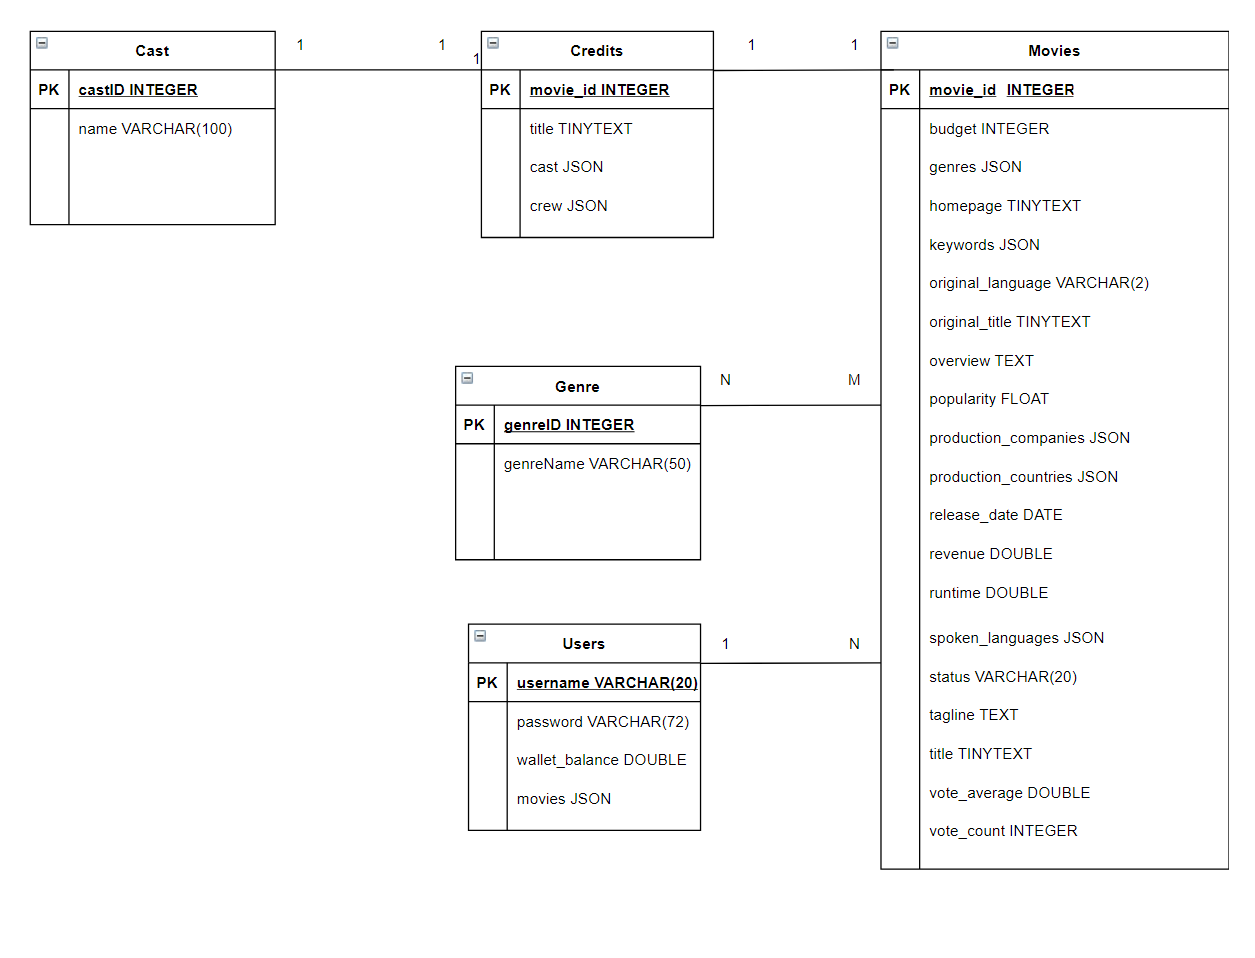 Cast
PK castID INTEGER
name VARCHAR(100)
1
1
1
Credits
PK movie_id INTEGER
title TINYTEXT
cast JSON
crew JSON
1
1
Movies
PK movie_id INTEGER
budget INTEGER
genres JSON
homepage TINYTEXT
keywords JSON
original_language VARCHAR(2)
original_title TINYTEXT
overview TEXT
popularity FLOAT
production_companies JSON
production_countries JSON
release_date DATE
revenue DOUBLE
runtime DOUBLE
spoken_languages JSON
status VARCHAR(20)
tagline TEXT
title TINYTEXT
vote_average DOUBLE
vote_count INTEGER
Genre
PK genreID INTEGER
genreName VARCHAR(50)
N
M
Users
PK username VARCHAR(20)
password VARCHAR(72)
wallet_balance DOUBLE
movies JSON
1
N